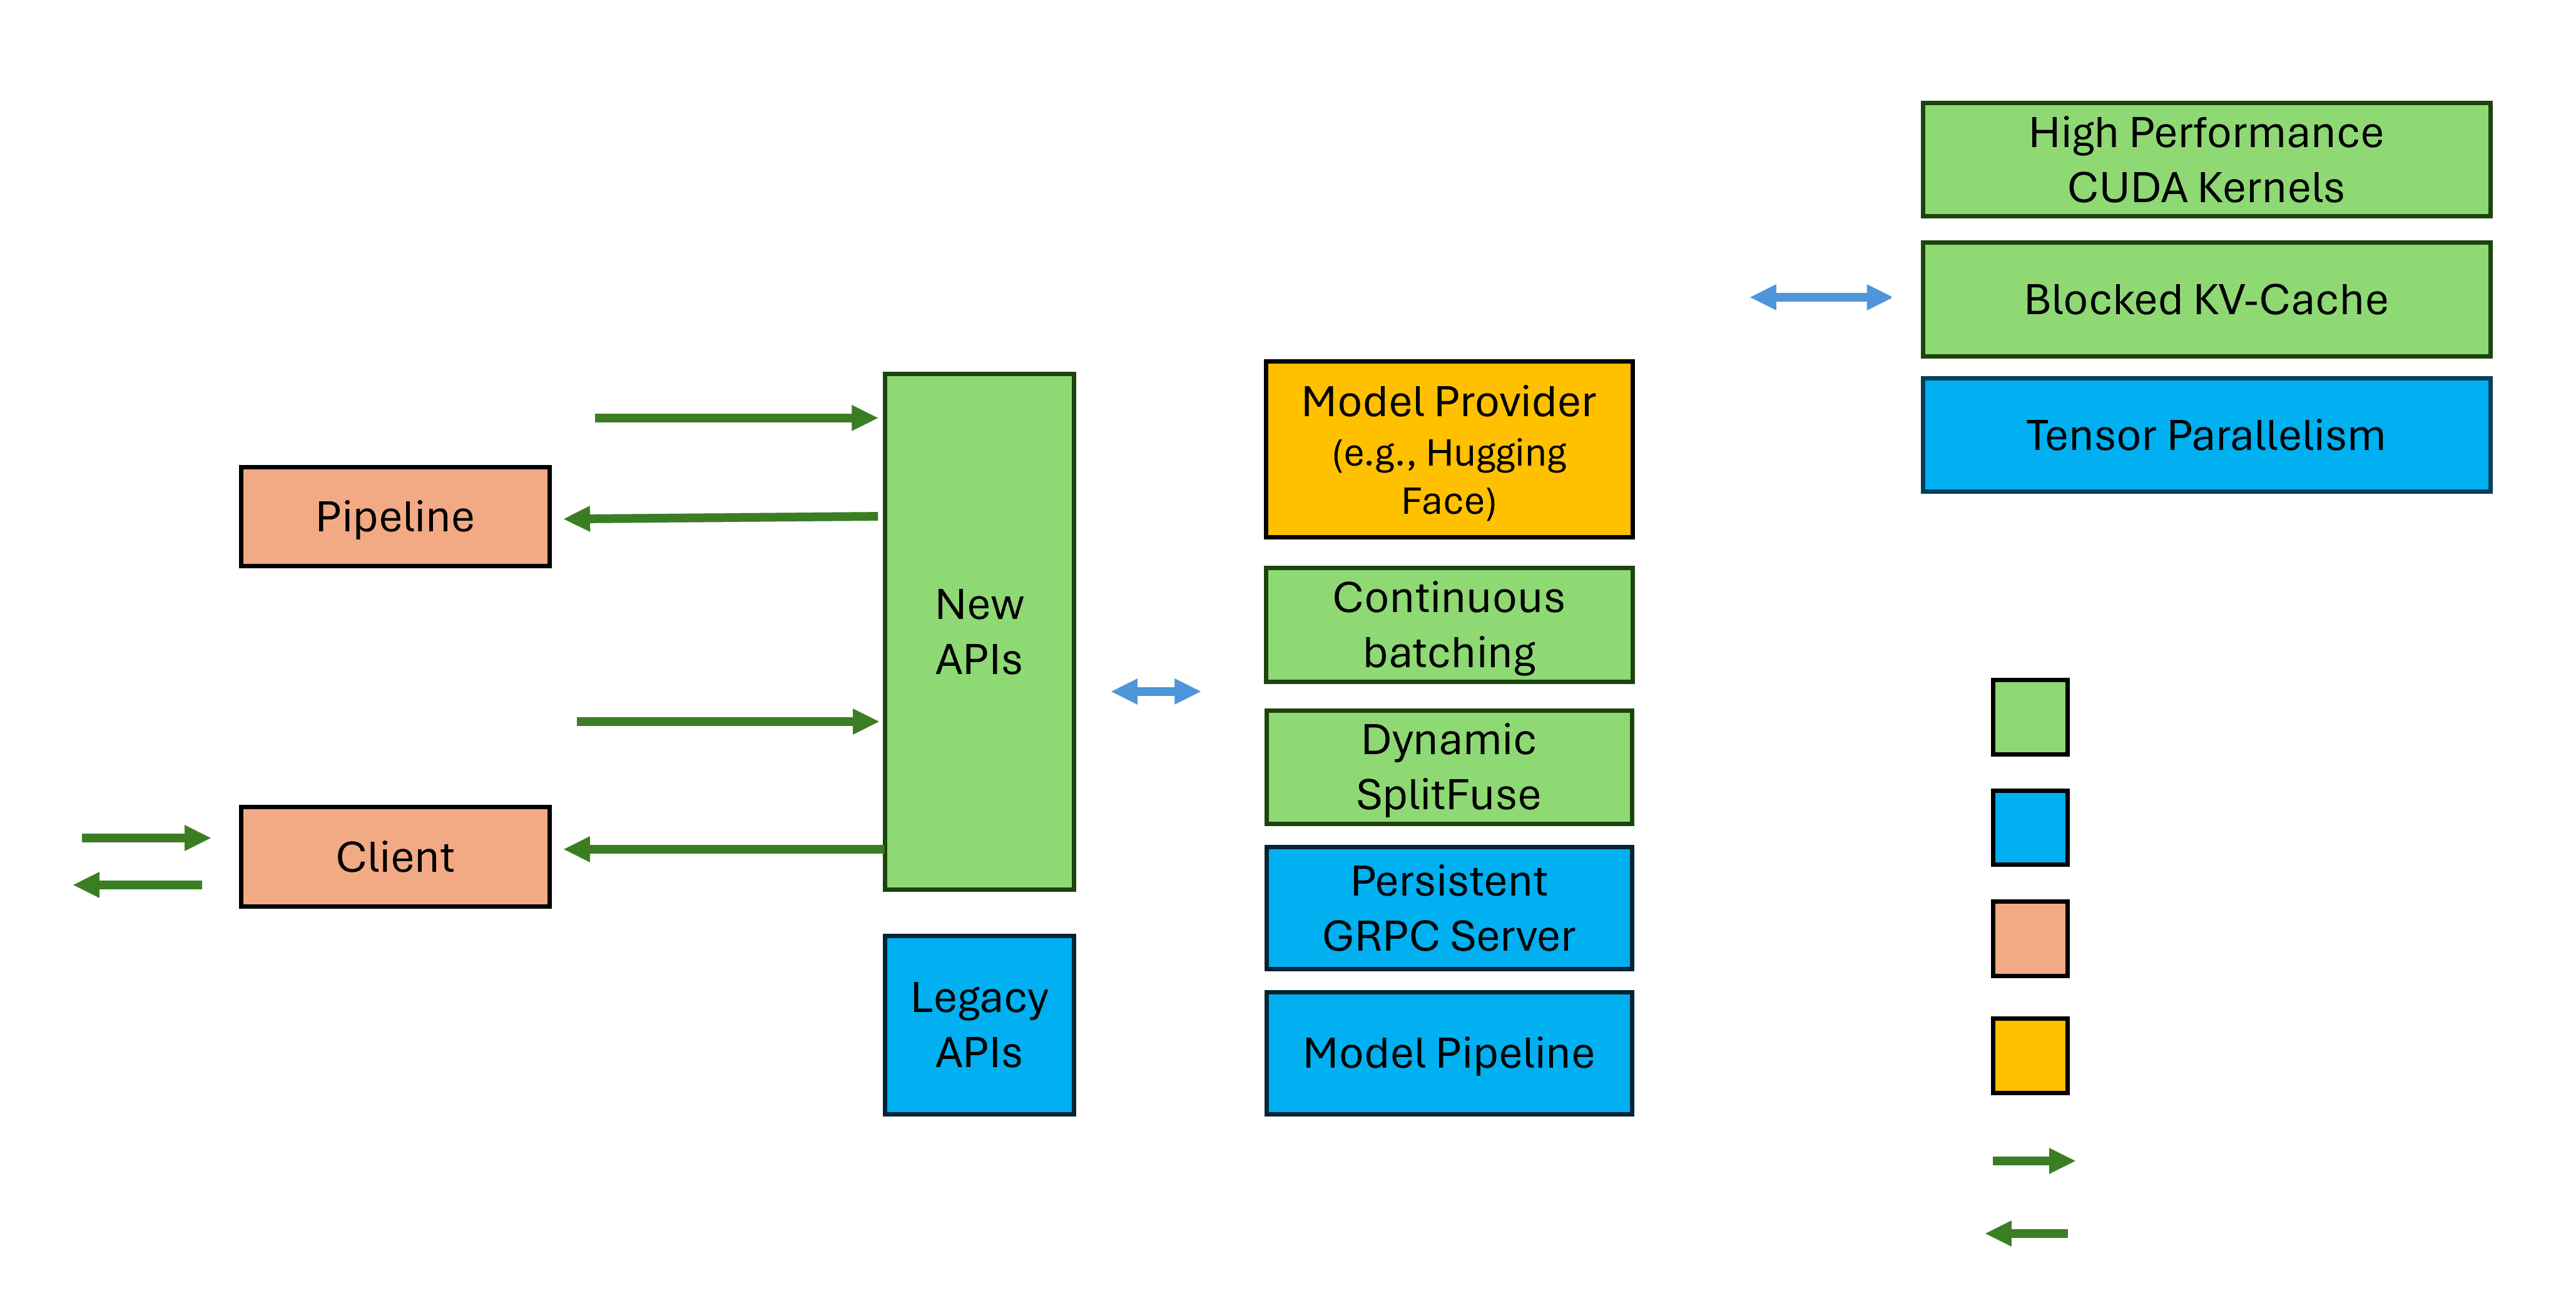 High Performance
CUDA Kernels
Blocked KV-Cache
Tensor Parallelism
Model Provider
(e.g., Hugging
Face)
Continuous
batching
Dynamic
SplitFuse
Persistent
GRPC Server
Model Pipeline
New
APIs
Legacy
APIs
Pipeline
Client